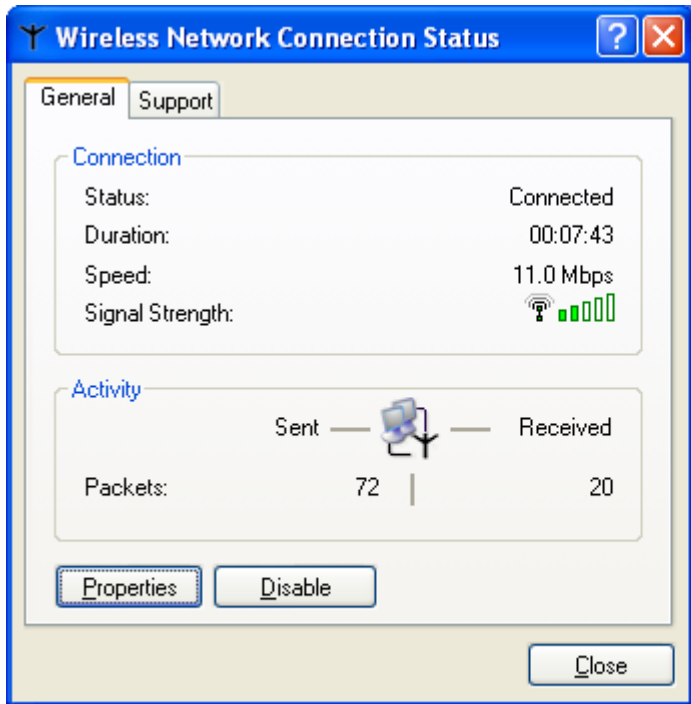 Wireless Network Connection Status
General Support
Connection
Status: Connected
Duration: 00:07:43
Speed: 11.0 Mbps
Signal Strength:
Activity
Sent Received
Packets: 72 20
Properties Disable
Close